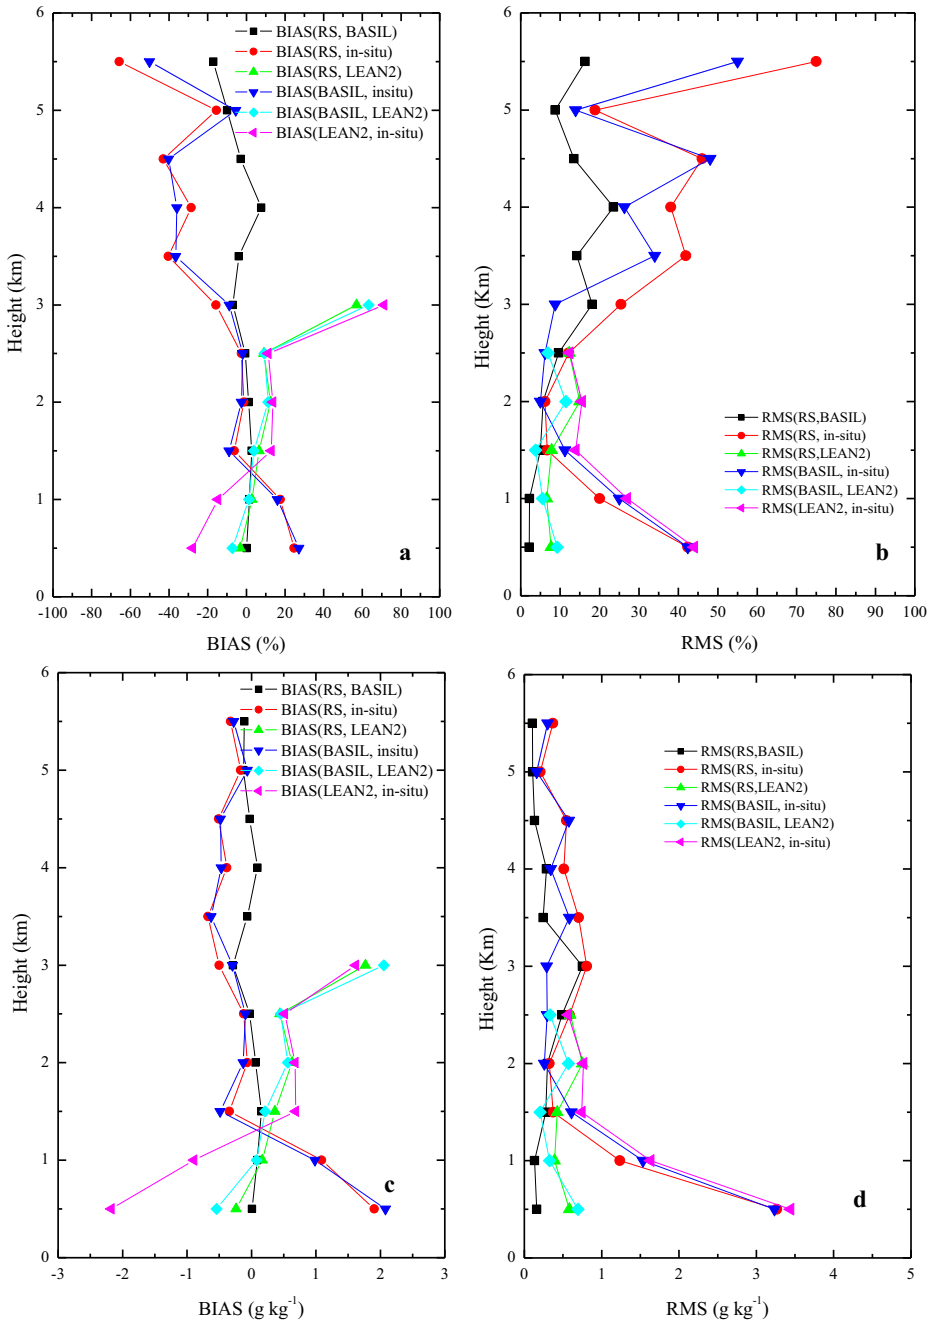 6
5
4
3
2
1
0
Height (km)
-100 -80 -60 -40 -20 0 20 40 60 80 100
BIAS (%)
BIAS(RS, BASIL)
BIAS(RS, in-situ)
BIAS(RS, LEAN2)
BIAS(BASIL, insitu)
BIAS(BASIL, LEAN2)
BIAS(LEAN2, in-situ)
a
6
5
4
3
2
1
0
Hieght (Km)
0 10 20 30 40 50 60 70 80 90 100
RMS (%)
RMS(RS,BASIL)
RMS(RS, in-situ)
RMS(RS,LEAN2)
RMS(BASIL, in-situ)
RMS(BASIL, LEAN2)
RMS(LEAN2, in-situ)
b
6
5
4
3
2
1
0
Height (km)
-3 -2 -1 0 1 2 3
BIAS (g kg⁻¹)
BIAS(RS, BASIL)
BIAS(RS, in-situ)
BIAS(RS, LEAN2)
BIAS(BASIL, insitu)
BIAS(BASIL, LEAN2)
BIAS(LEAN2, in-situ)
c
6
5
4
3
2
1
0
Hieght (Km)
0 1 2 3 4 5
RMS (g kg⁻¹)
RMS(RS,BASIL)
RMS(RS, in-situ)
RMS(RS,LEAN2)
RMS(BASIL, in-situ)
RMS(BASIL, LEAN2)
RMS(LEAN2, in-situ)
d